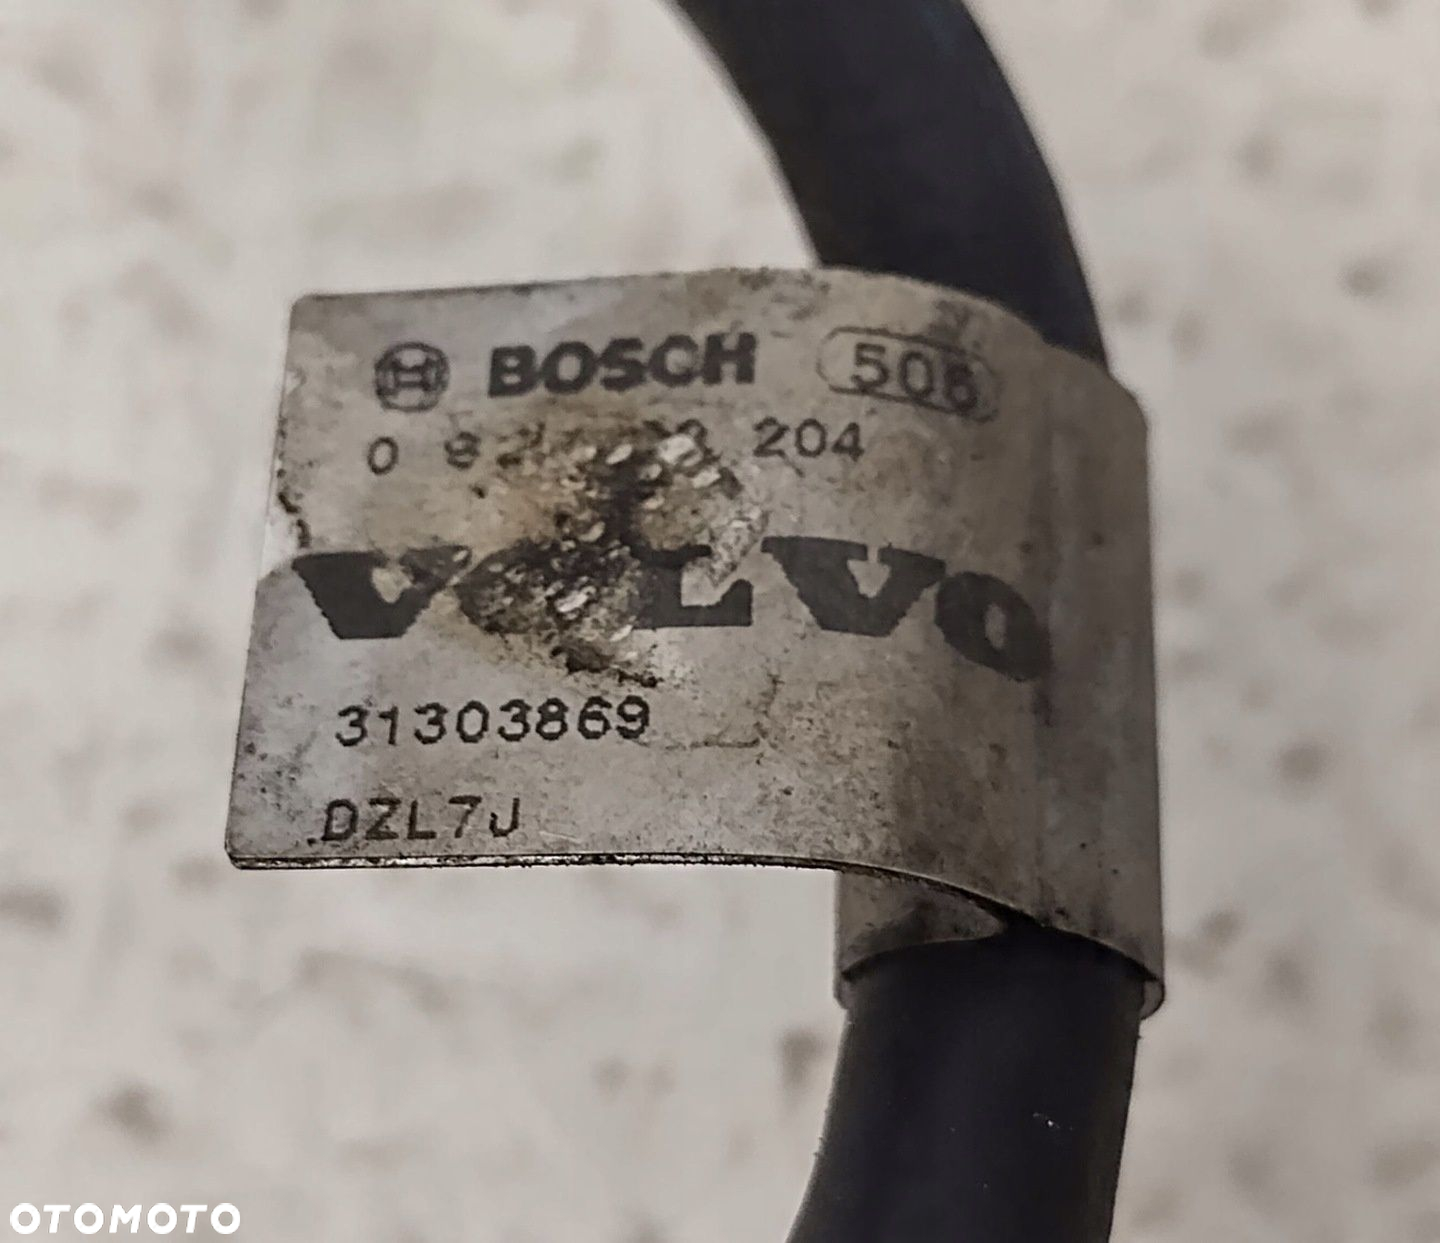 BOSCH 506
204
VOLVO
31303869
DZL7J
OTOMOTO